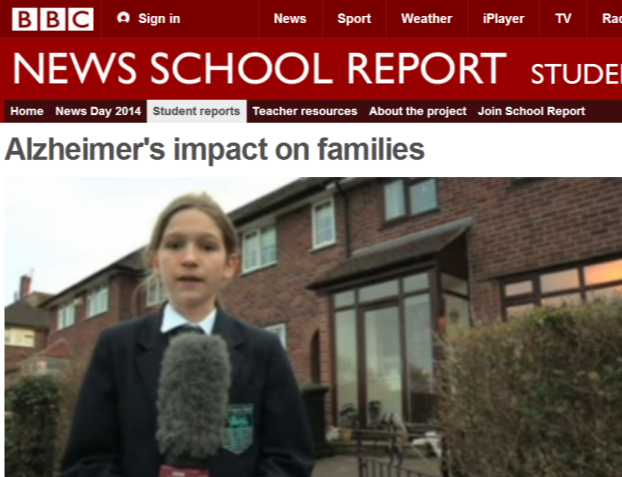 BBC Sign in News Sport Weather iPlayer TV
NEWS SCHOOL REPORT
Home News Day 2014 Student reports Teacher resources About the project Join School Report
Alzheimer's impact on families